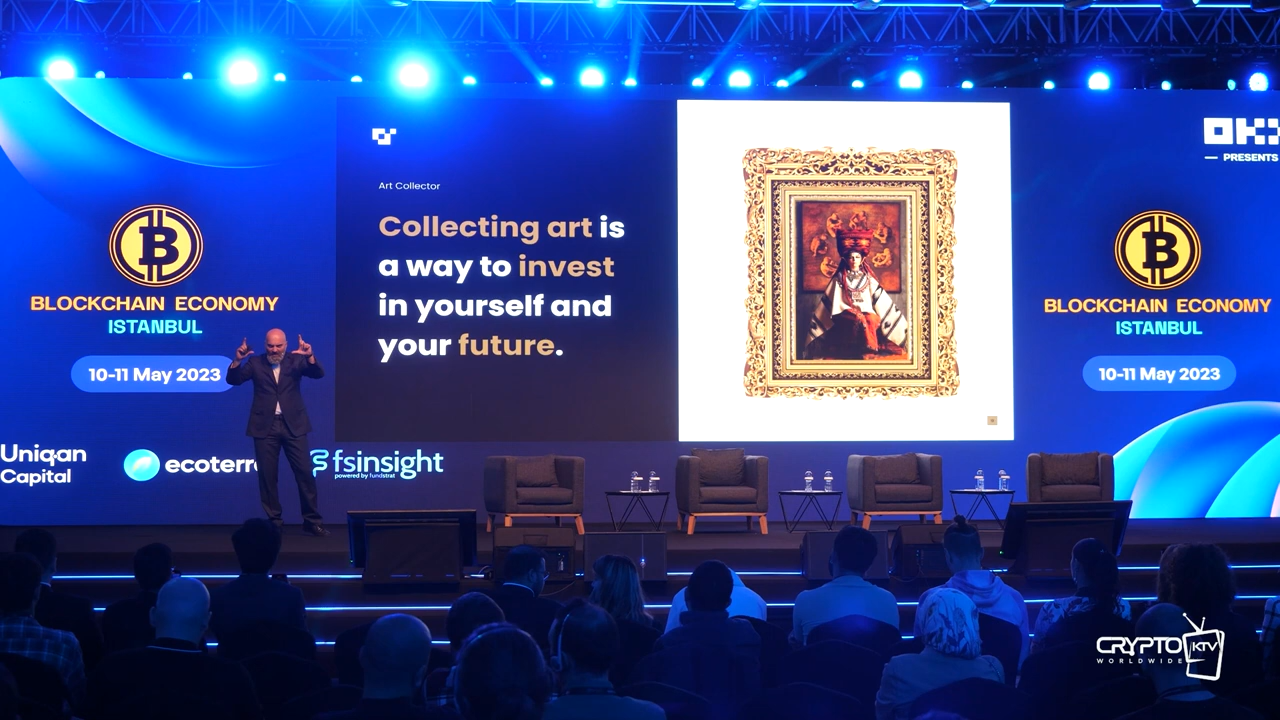 OK
PRESENTS
Art Collector
Collecting art is
a way to invest
in yourself and
your future.
BLOCKCHAIN ECONOMY
ISTANBUL
10-11 May 2023
BLOCKCHAIN ECONOMY
ISTANBUL
10-11 May 2023
Uniqan
Capital
ecoterr
fsinsight
powered by fundstrat
CRYPTO KTV
WORLDWIDE